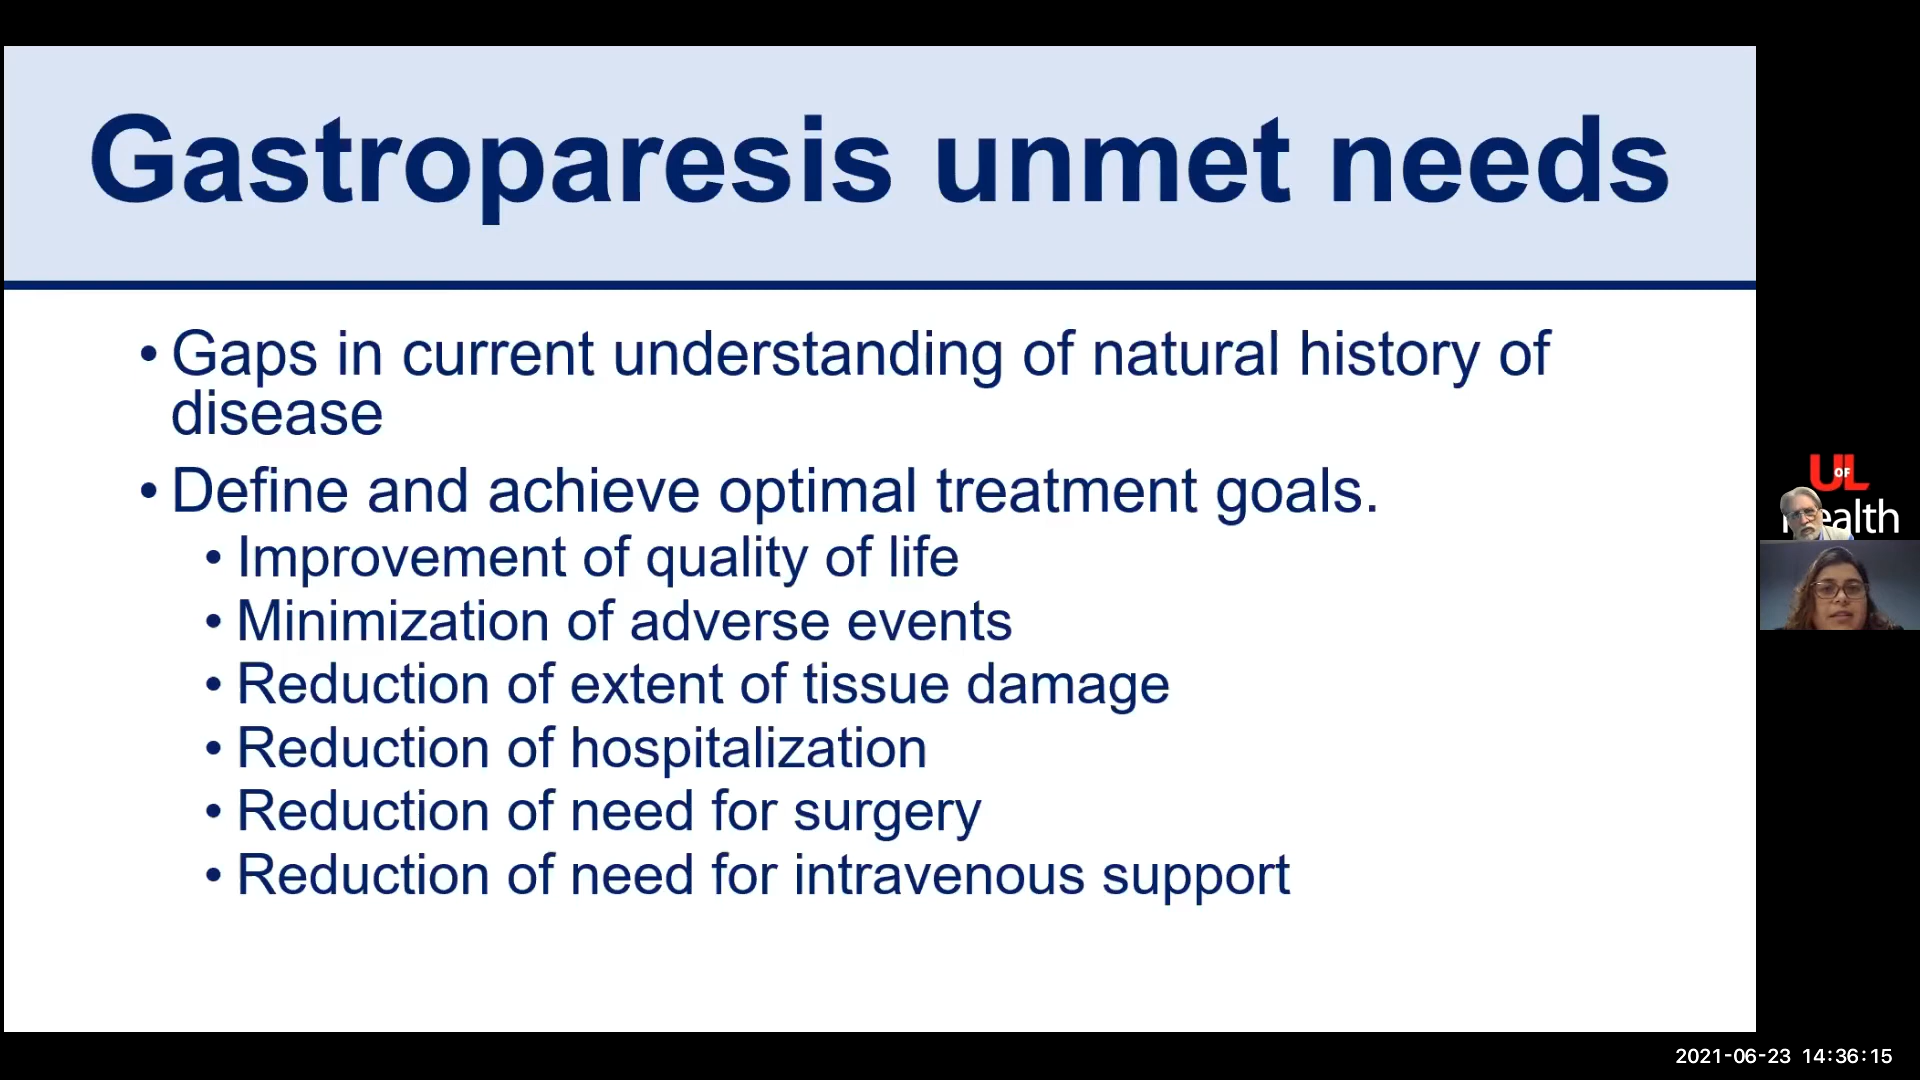 Gastroparesis unmet needs
• Gaps in current understanding of natural history of
disease
• Define and achieve optimal treatment goals.
• Improvement of quality of life
• Minimization of adverse events
• Reduction of extent of tissue damage
• Reduction of hospitalization
• Reduction of need for surgery
• Reduction of need for intravenous support
U OF L
ealth
2021-06-23 14:36:15